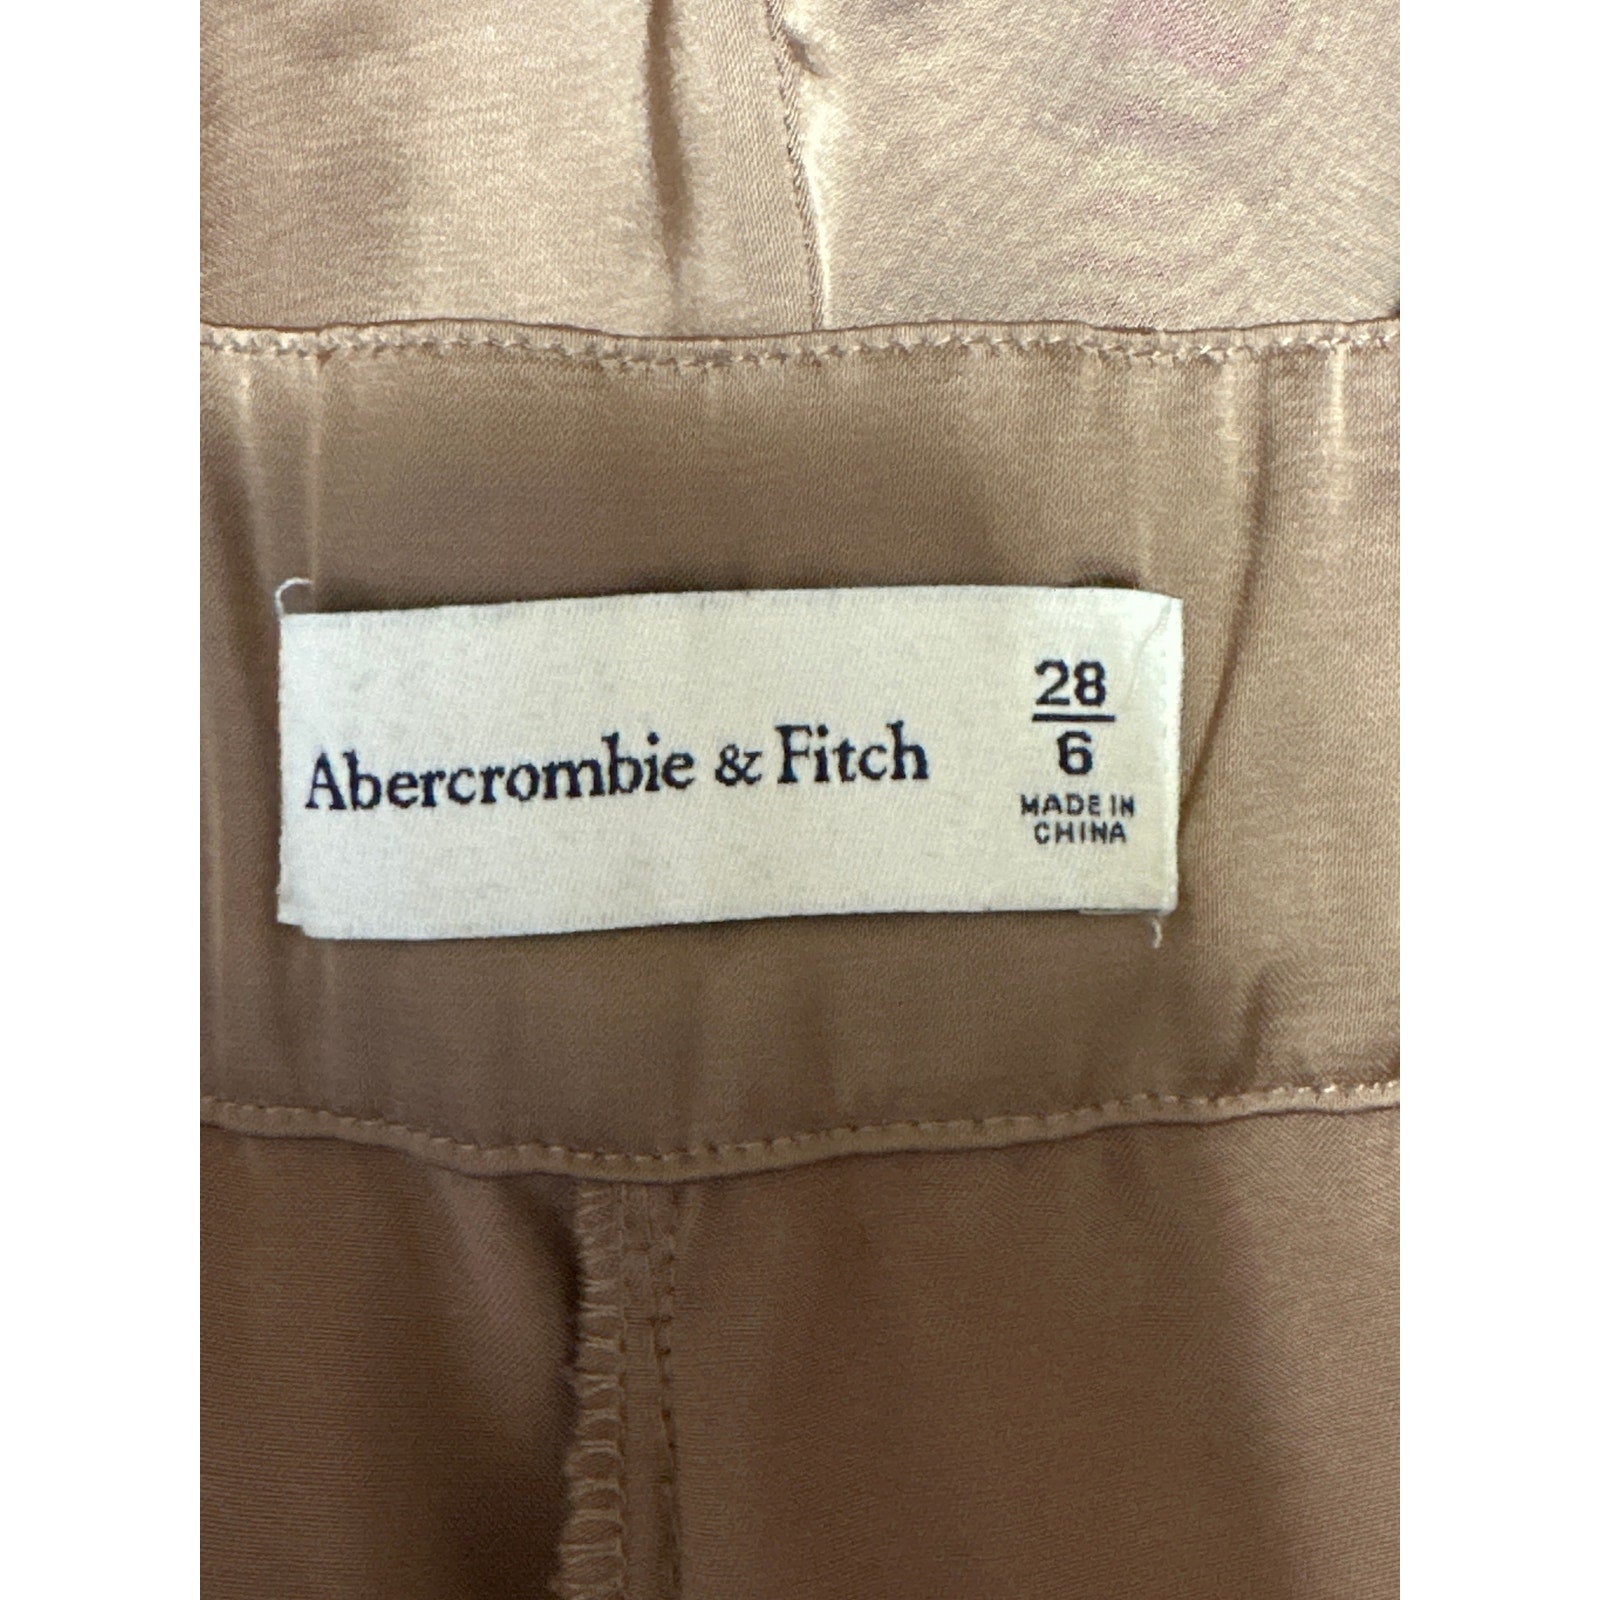 Abercrombie & Fitch
28
6
MADE IN
CHINA